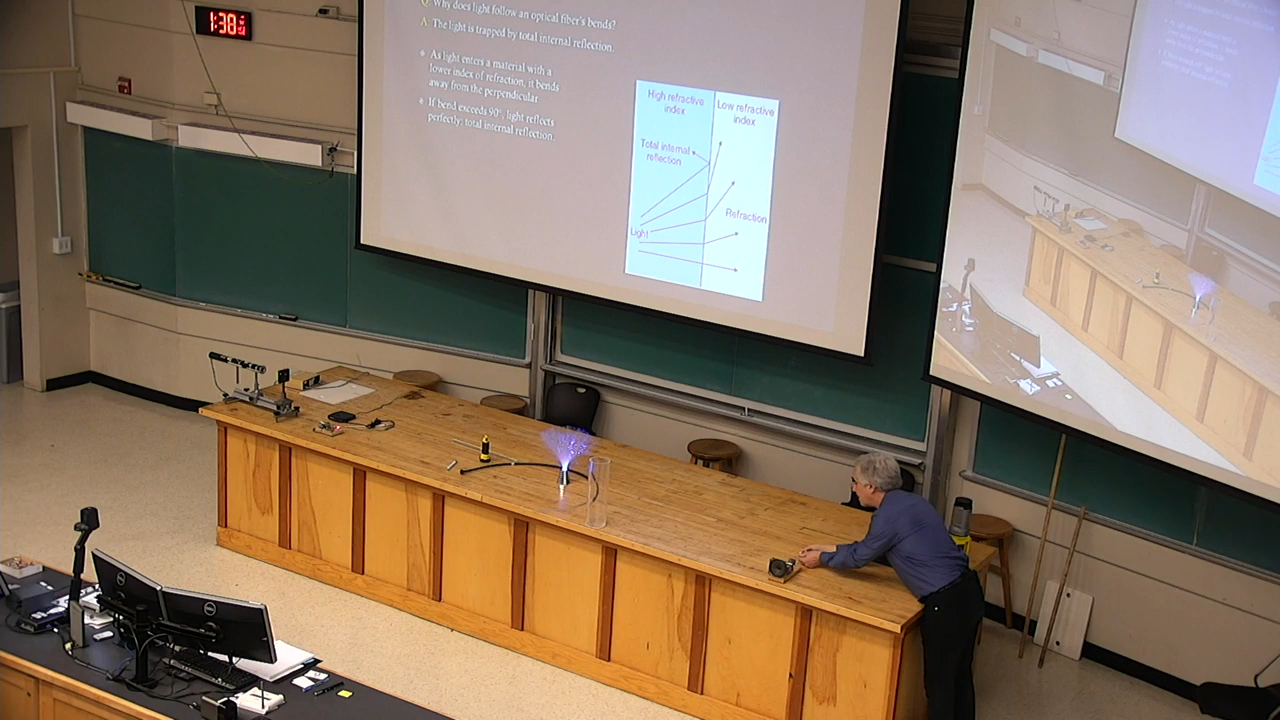 1:38
Q: Why does light follow an optical fiber's bends?
A: The light is trapped by total internal reflection.
As light enters a material with a
lower index of refraction, it bends
away from the perpendicular
If bend exceeds 90°, light reflects
perfectly: total internal reflection.
High refractive
index
Low refractive
index
Total internal
reflection
Refraction
Light
DELL
DELL